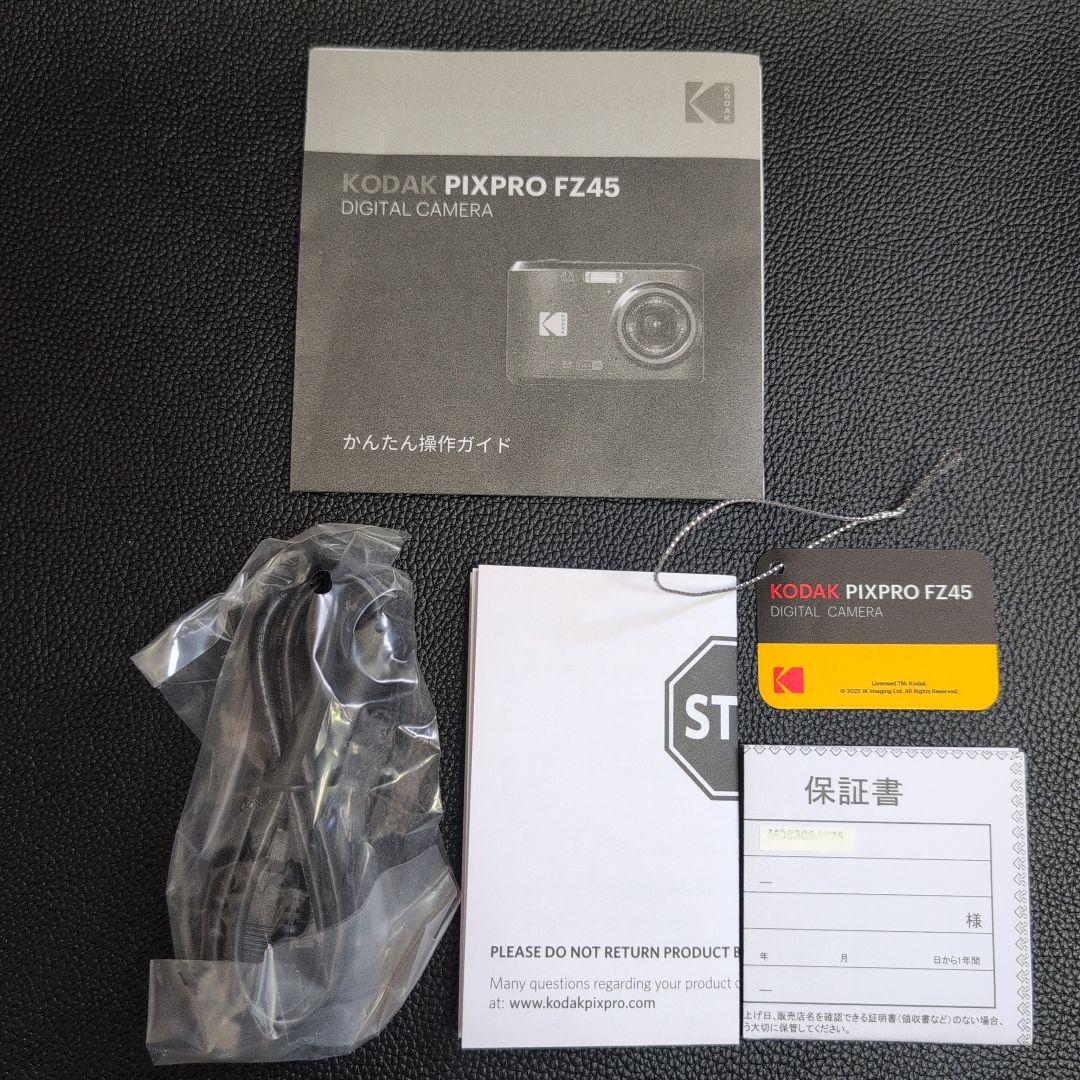 KODAK
KODAK PIXPRO FZ45
DIGITAL CAMERA
KODAK
かんたん操作ガイド
KODAK PIXPRO FZ45
DIGITAL CAMERA
Licensed TM: Kodak
© 2022 JK Imaging Ltd. All Rights Reserved.
ST
PLEASE DO NOT RETURN PRODUCT
Many questions regarding your product
at: www.kodakpixpro.com
保証書
様
年 月 日から1年間
上げ日、販売店名を確認できる証明書(領収書など)のない場合、
う大切に保管してください。